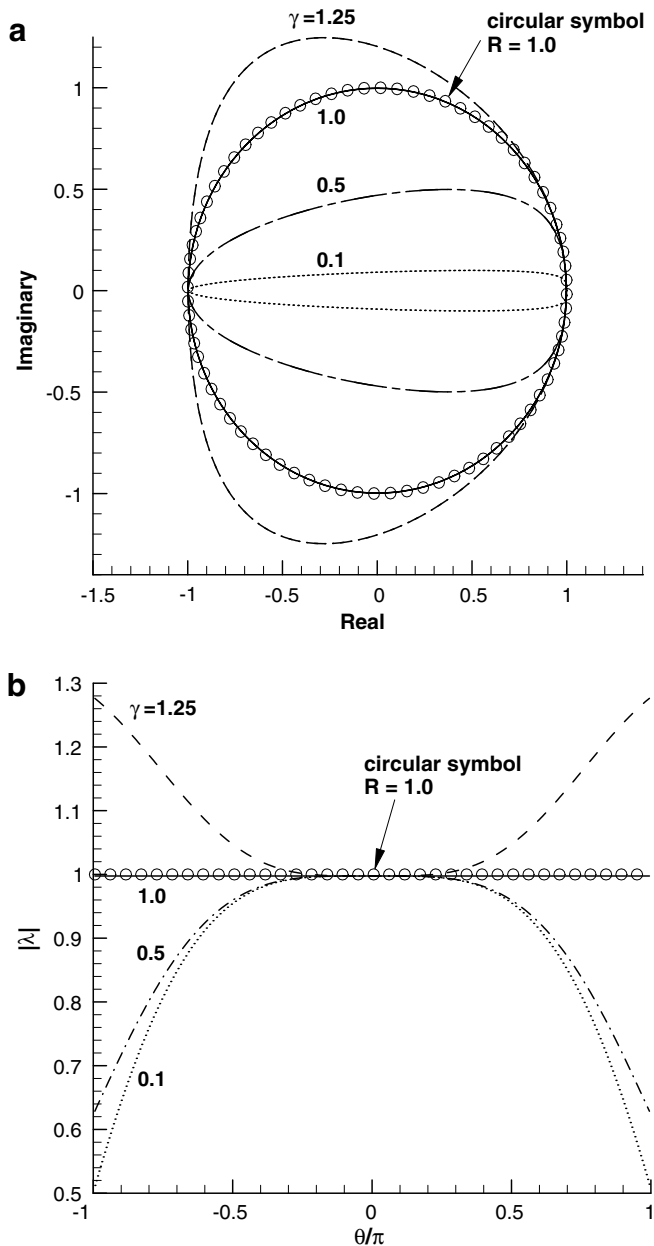 a
γ =1.25
circular symbol
R = 1.0
1
1.0
0.5
0.5
0.1
0
-0.5
-1
Imaginary
-1.5
-1
-0.5
0
0.5
1
Real
b
1.3
γ =1.25
1.2
circular symbol
R = 1.0
1.1
1
1.0
0.9
0.5
|λ|
0.8
0.7
0.1
0.6
0.5
-1
-0.5
0
0.5
1
θ/π